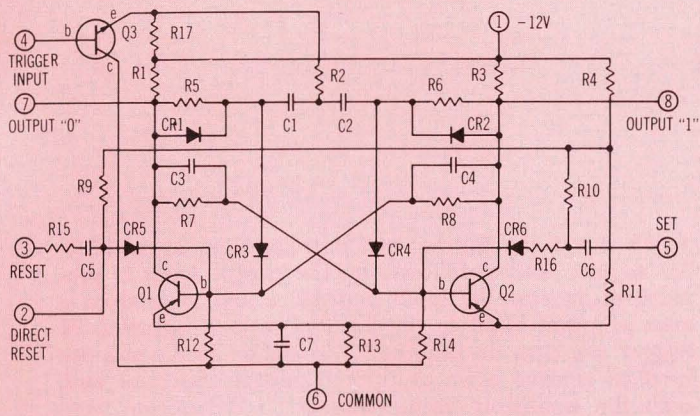 e
b
Q3
R17
1
-12V
4
TRIGGER
INPUT
c
R1
R2
R3
R4
7
R5
R6
8
OUTPUT "0"
CR1
C1
C2
CR2
OUTPUT "1"
C3
C4
R9
R10
R7
R8
R15
CR5
CR3
CR4
CR6
SET
3
5
RESET
C5
R16
C6
c
b
Q1
e
c
b
Q2
e
R11
2
DIRECT
RESET
R12
C7
R13
R14
6
COMMON